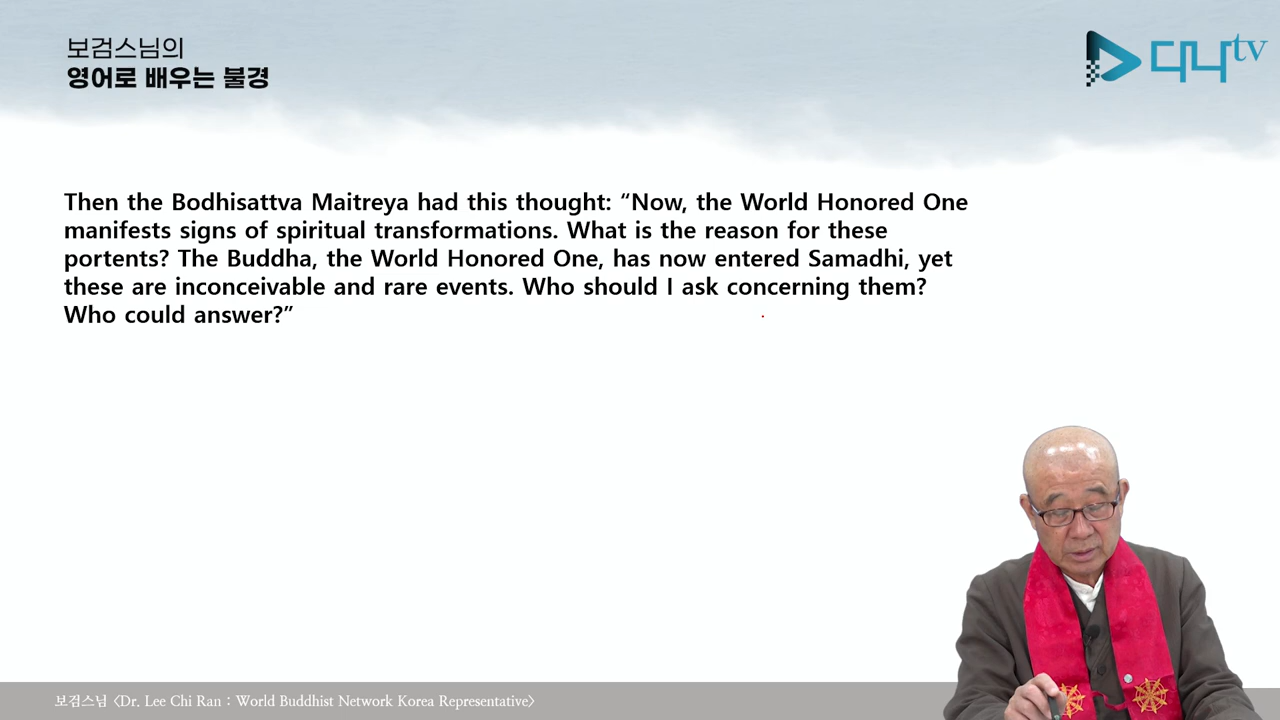 보검스님의
영어로 배우는 불경
다나tv
Then the Bodhisattva Maitreya had this thought: “Now, the World Honored One
manifests signs of spiritual transformations. What is the reason for these
portents? The Buddha, the World Honored One, has now entered Samadhi, yet
these are inconceivable and rare events. Who should I ask concerning them?
Who could answer?”
보검스님 <Dr. Lee Chi Ran : World Buddhist Network Korea Representative>